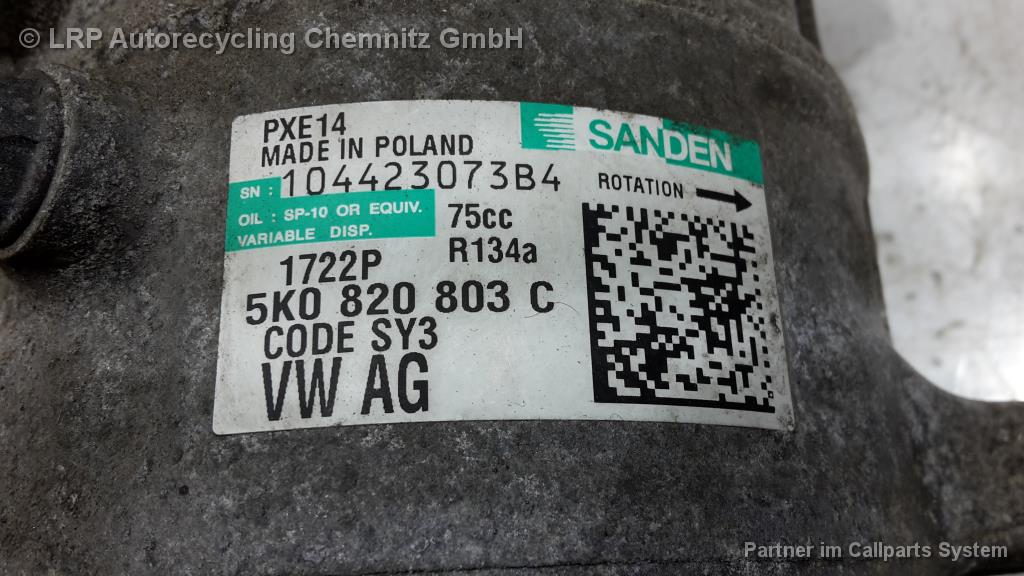 © LRP Autorecycling Chemnitz GmbH
PXE14
MADE IN POLAND
SANDEN
SN : 104423073B4
ROTATION
OIL : SP-10 OR EQUIV.
VARIABLE DISP.
75cc
R134a
1722P
5K0 820 803 C
CODE SY3
VW AG
Partner im Callparts System